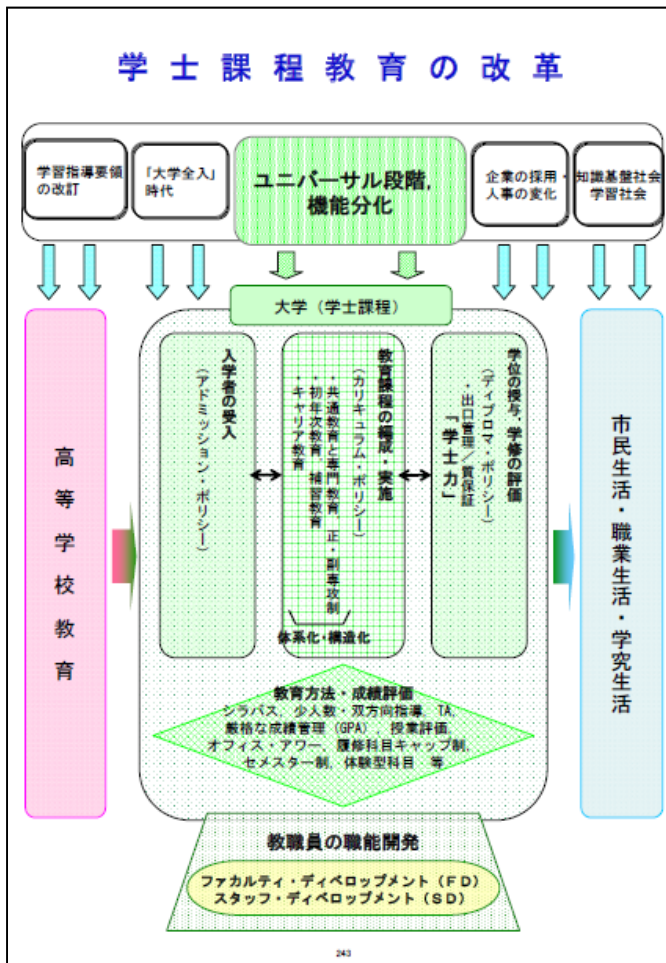 学士課程教育の改革
学習指導要領
の改訂
「大学全入」
時代
ユニバーサル段階,
機能分化
企業の採用・
人事の変化
知識基盤社会
学習社会
大学（学士課程）
高等学校教育
入学者の受入
（アドミッション・ポリシー）
教育課程の編成・実施
（カリキュラム・ポリシー）
・共通教育と専門教育、正・副専攻制
・初年次教育、補習教育
・キャリア教育
体系化・構造化
学位の授与、学修の評価
（ディプロマ・ポリシー）
・出口管理／質保証
「学士力」
市民生活・職業生活・学究生活
教育方法・成績評価
シラバス、少人数・双方向指導、TA、
厳格な成績管理（GPA）、授業評価、
オフィス・アワー、履修科目キャップ制、
セメスター制、体験型科目　等
教職員の職能開発
ファカルティ・ディベロップメント（ＦＤ）
スタッフ・ディベロップメント（ＳＤ）
243